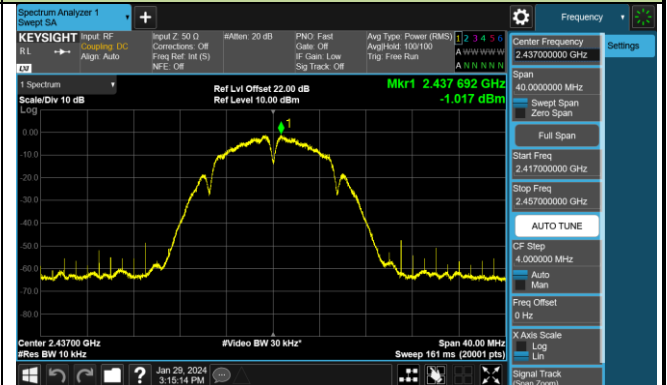 Spectrum Analyzer 1
Swept SA
Frequency
KEYSIGHT
RL
Input: RF
Coupling: DC
Align: Auto
Input Z: 50 Ω
Corrections: Off
Freq Ref: Int (S)
NFE: Off
#Atten: 20 dB
PNO: Fast
Gate: Off
IF Gain: Low
Sig Track: Off
Avg Type: Power (RMS)
Avg|Hold: 100/100
Trig: Free Run
1 2 3 4 5 6
A W W W W W
A N N N N N
Center Frequency
2.437000000 GHz
Settings
Span
40.0000000 MHz
Swept Span
Zero Span
Full Span
Start Freq
2.417000000 GHz
Stop Freq
2.457000000 GHz
AUTO TUNE
CF Step
4.000000 MHz
Auto
Man
Freq Offset
0 Hz
X Axis Scale
Log
Lin
Signal Track
(Span Zoom)
1 Spectrum
Scale/Div 10 dB
Ref Lvl Offset 22.00 dB
Ref Level 10.00 dBm
Mkr1 2.437 692 GHz
-1.017 dBm
Log
1
0.00
-10.0
-20.0
-30.0
-40.0
-50.0
-60.0
-70.0
-80.0
Center 2.43700 GHz
#Res BW 10 kHz
#Video BW 30 kHz*
Span 40.00 MHz
Sweep 161 ms (20001 pts)
Jan 29, 2024
3:15:14 PM